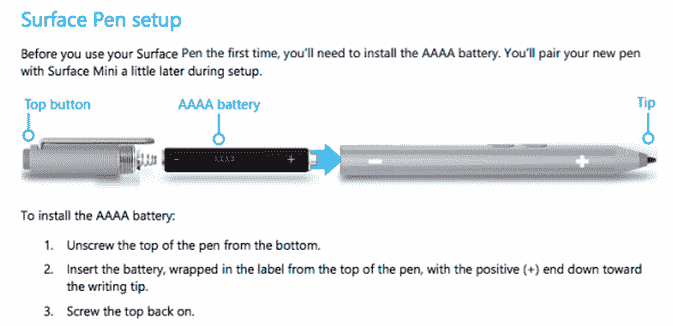 Surface Pen setup
Before you use your Surface Pen the first time, you'll need to install the AAAA battery. You'll pair your new pen
with Surface Mini a little later during setup.
Top button AAAA battery Tip
- AAAA + - +
To install the AAAA battery:
1. Unscrew the top of the pen from the bottom.
2. Insert the battery, wrapped in the label from the top of the pen, with the positive (+) end down toward
the writing tip.
3. Screw the top back on.